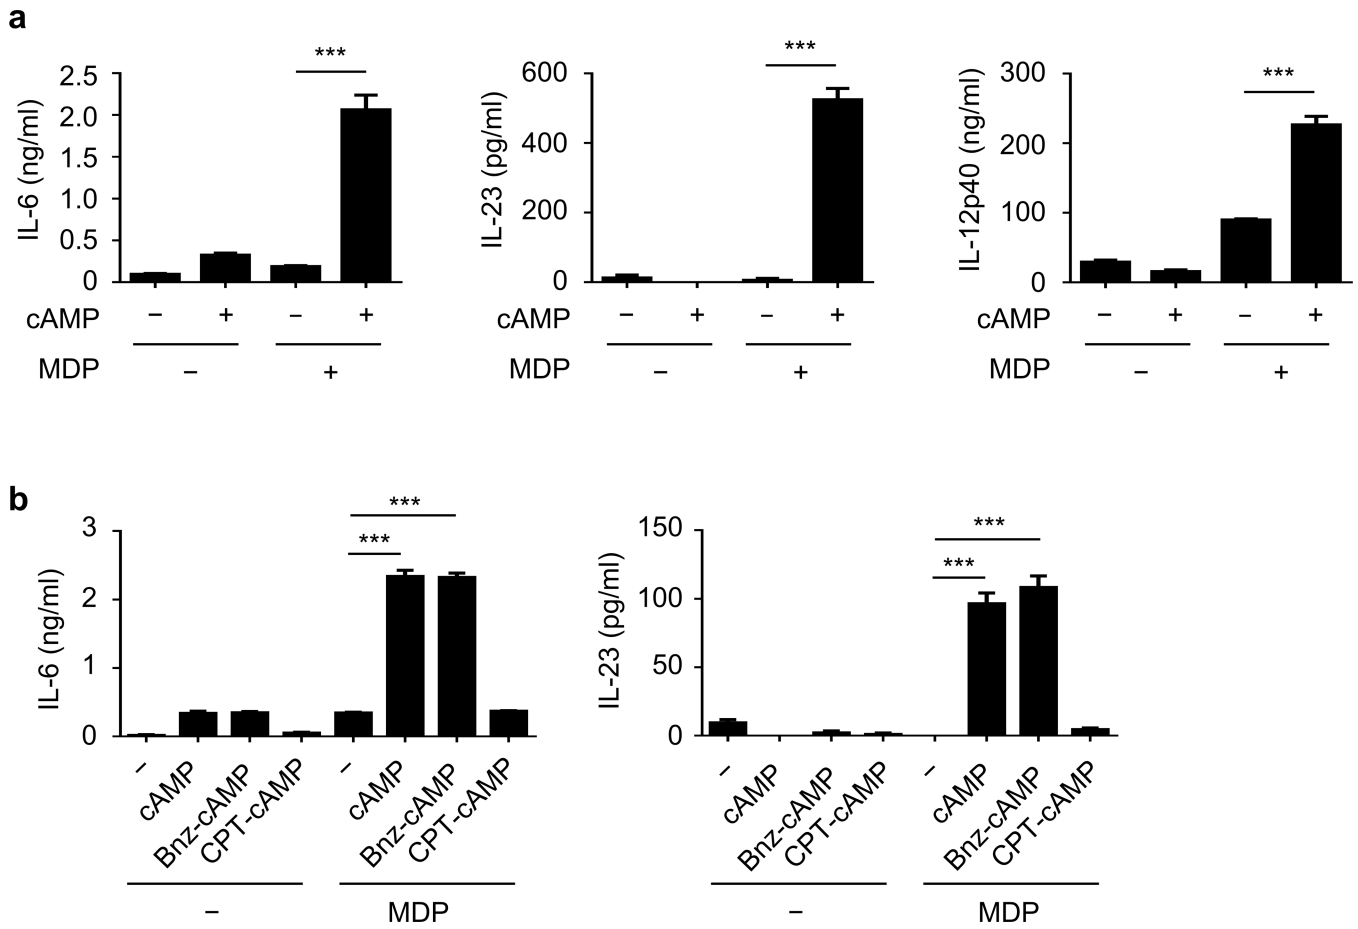 a
***
2.5
2.0
1.5
1.0
0.5
0
IL-6 (ng/ml)
cAMP − + − +
MDP − +
***
600
400
200
0
IL-23 (pg/ml)
cAMP − + − +
MDP − +
***
300
200
100
0
IL-12p40 (ng/ml)
cAMP − + − +
MDP − +
b
***
***
3
2
1
0
IL-6 (ng/ml)
−
cAMP
Bnz-cAMP
CPT-cAMP
−
cAMP
Bnz-cAMP
CPT-cAMP
− MDP
***
***
150
100
50
0
IL-23 (pg/ml)
−
cAMP
Bnz-cAMP
CPT-cAMP
−
cAMP
Bnz-cAMP
CPT-cAMP
− MDP